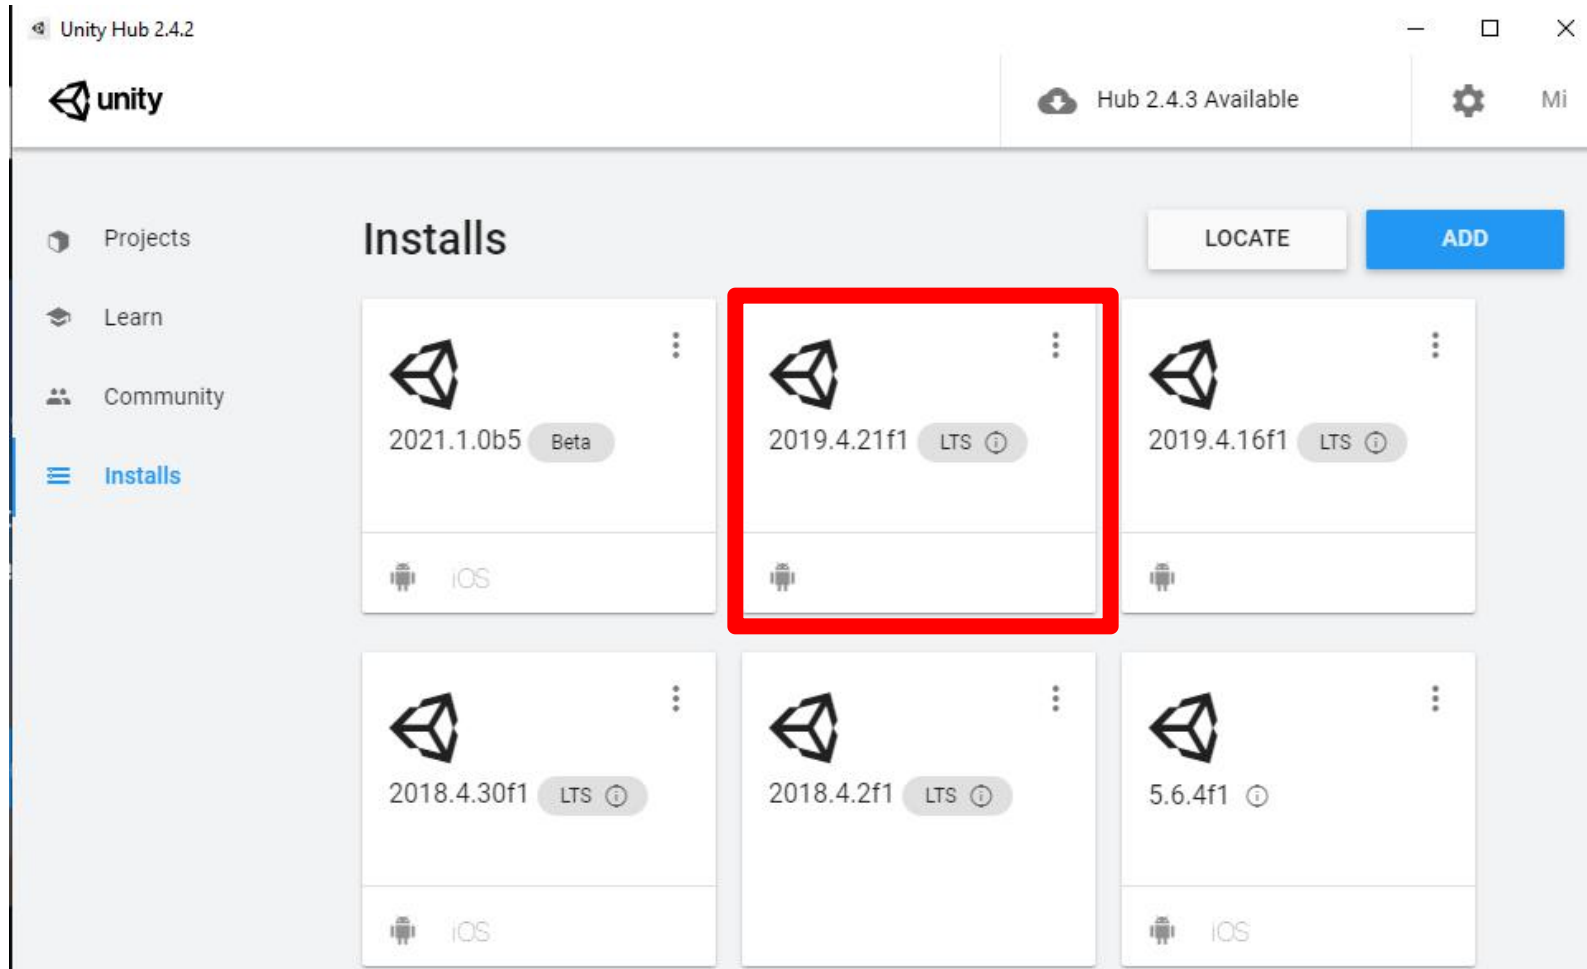 Unity Hub 2.4.2
unity
Hub 2.4.3 Available
Mi
Projects
Learn
Community
Installs
Installs
LOCATE
ADD
2021.1.0b5 Beta
iOS
2019.4.21f1 LTS
2019.4.16f1 LTS
2018.4.30f1 LTS
iOS
2018.4.2f1 LTS
5.6.4f1
iOS